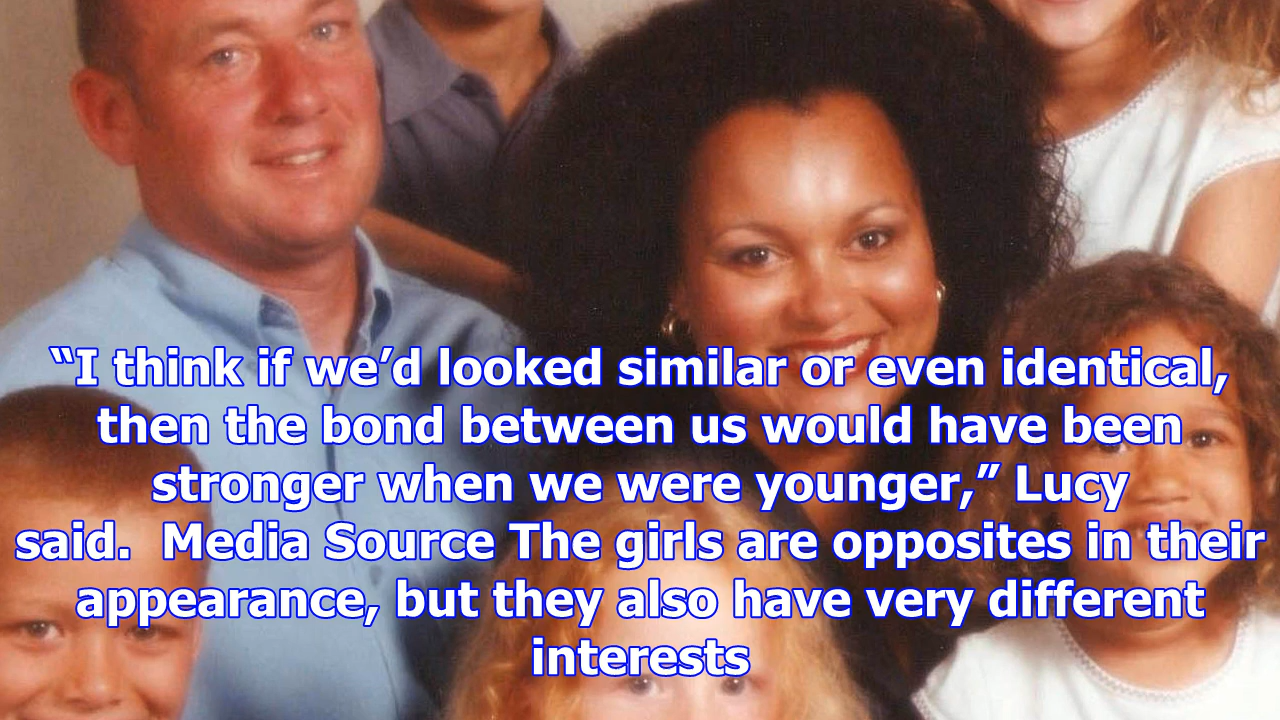 “I think if we’d looked similar or even identical,
then the bond between us would have been
stronger when we were younger,” Lucy
said.  Media Source The girls are opposites in their
appearance, but they also have very different
interests